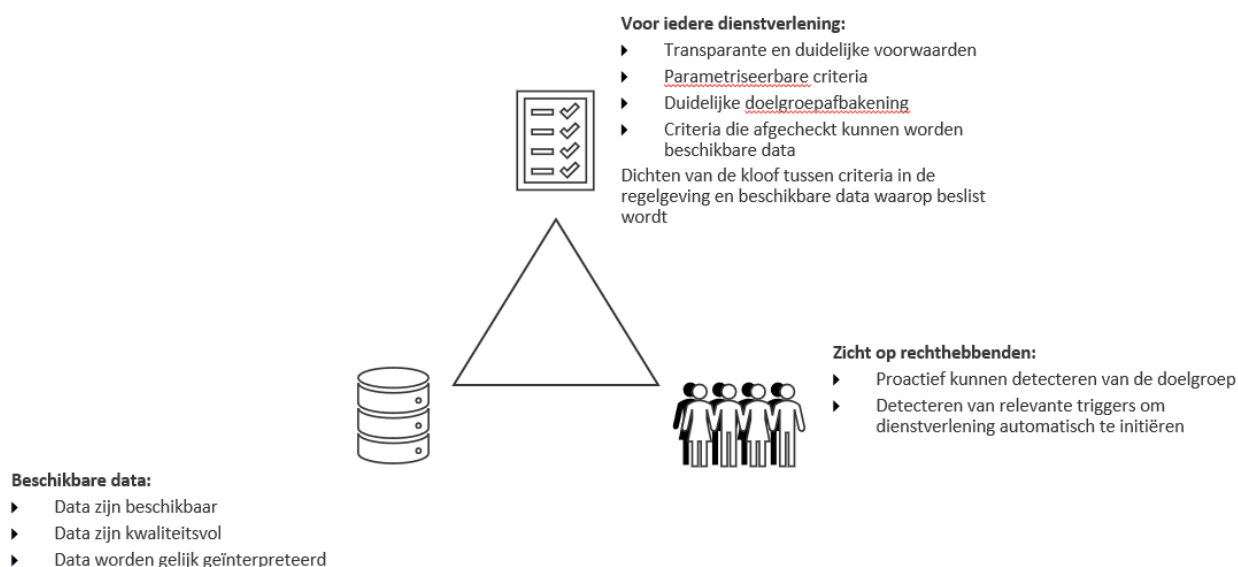 Voor iedere dienstverlening:
Transparante en duidelijke voorwaarden
Parametriseerbare criteria
Duidelijke doelgroepafbakening
Criteria die afgecheckt kunnen worden
beschikbare data
Dichten van de kloof tussen criteria in de
regelgeving en beschikbare data waarop beslist
wordt
Zicht op rechthebbenden:
Proactief kunnen detecteren van de doelgroep
Detecteren van relevante triggers om
dienstverlening automatisch te initiëren
Beschikbare data:
Data zijn beschikbaar
Data zijn kwaliteitsvol
Data worden gelijk geïnterpreteerd